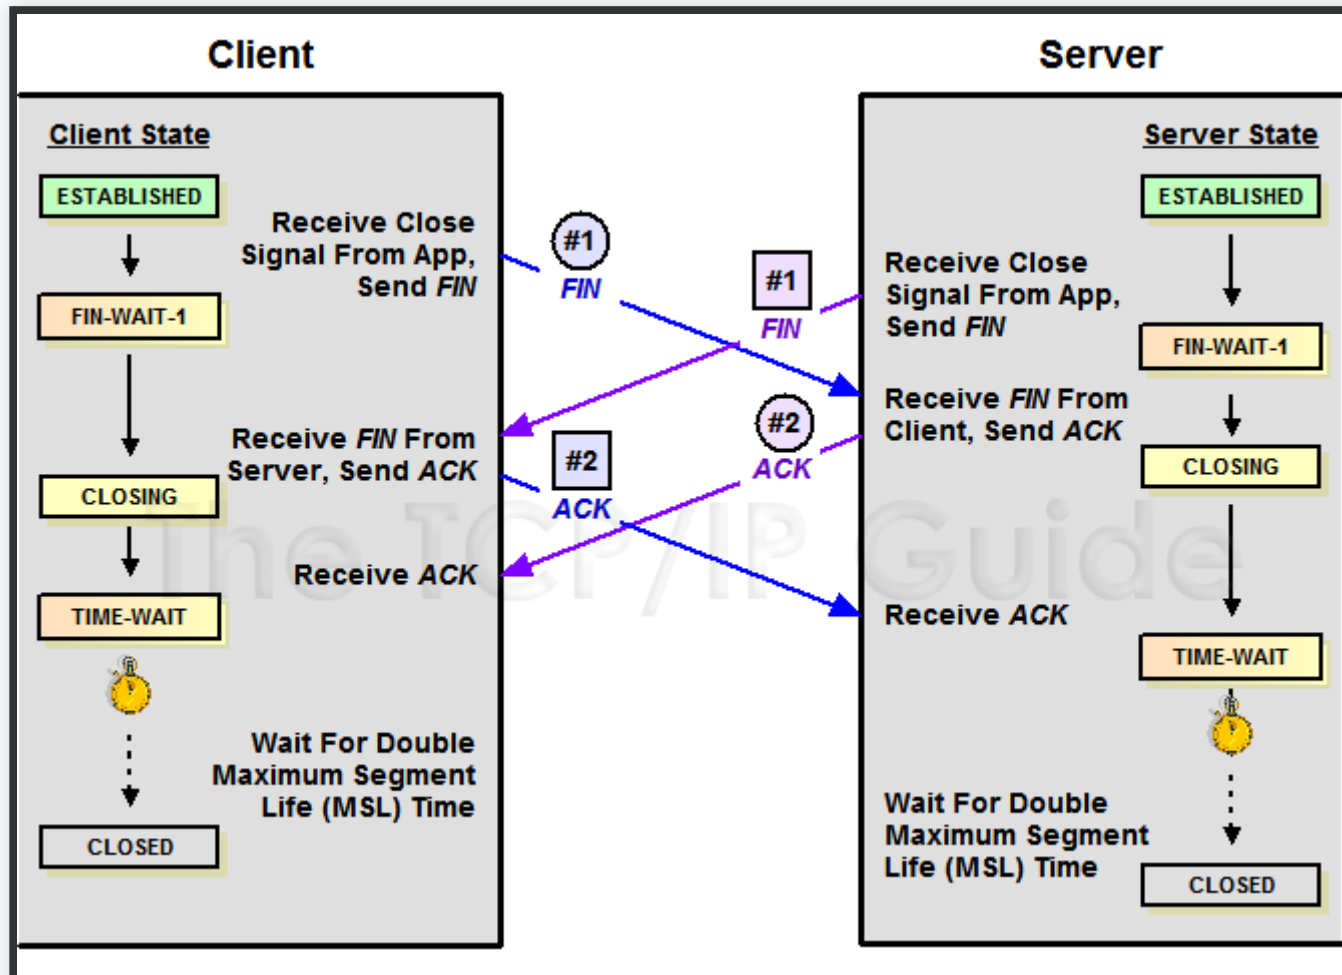 Client
Server
Client State
ESTABLISHED
Receive Close
Signal From App,
Send FIN
FIN-WAIT-1
Receive FIN From
Server, Send ACK
CLOSING
Receive ACK
TIME-WAIT
Wait For Double
Maximum Segment
Life (MSL) Time
CLOSED
#1
FIN
#1
FIN
#2
ACK
#2
ACK
Server State
ESTABLISHED
Receive Close
Signal From App,
Send FIN
FIN-WAIT-1
Receive FIN From
Client, Send ACK
CLOSING
Receive ACK
TIME-WAIT
Wait For Double
Maximum Segment
Life (MSL) Time
CLOSED
The TCP/IP Guide